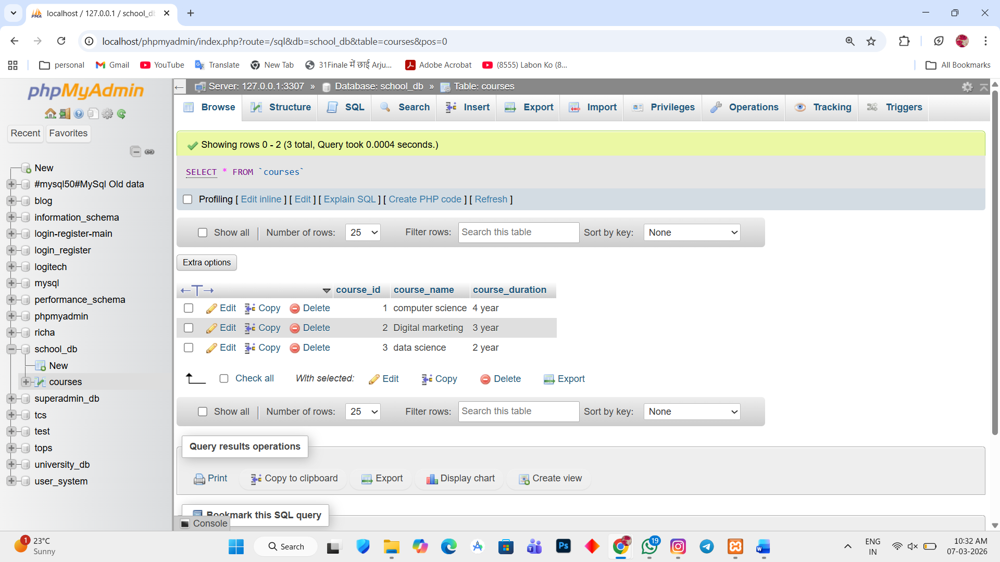 localhost / 127.0.0.1 / school_db
localhost/phpmyadmin/index.php?route=/sql&db=school_db&table=courses&pos=0
personal Gmail YouTube Translate New Tab 31Finale में छाई Arju... Adobe Acrobat (8555) Labon Ko (8... All Bookmarks
phpMyAdmin
Recent Favorites
New
#mysql50#MySql Old data
blog
information_schema
login-register-main
login_register
logitech
mysql
performance_schema
phpmyadmin
richa
school_db
New
courses
superadmin_db
tcs
test
tops
university_db
user_system
Server: 127.0.0.1:3307 » Database: school_db » Table: courses
Browse Structure SQL Search Insert Export Import Privileges Operations Tracking Triggers
Showing rows 0 - 2 (3 total, Query took 0.0004 seconds.)
SELECT * FROM `courses`
Profiling [ Edit inline ] [ Edit ] [ Explain SQL ] [ Create PHP code ] [ Refresh ]
Show all | Number of rows: 25 Filter rows: Search this table Sort by key: None
Extra options
←T→ course_id course_name course_duration
Edit Copy Delete 1 computer science 4 year
Edit Copy Delete 2 Digital marketing 3 year
Edit Copy Delete 3 data science 2 year
Check all With selected: Edit Copy Delete Export
Show all | Number of rows: 25 Filter rows: Search this table Sort by key: None
Query results operations
Print Copy to clipboard Export Display chart Create view
Bookmark this SQL query
Console
1 23°C
Sunny
Search
Ps
19
ENG
IN
10:32 AM
07-03-2026